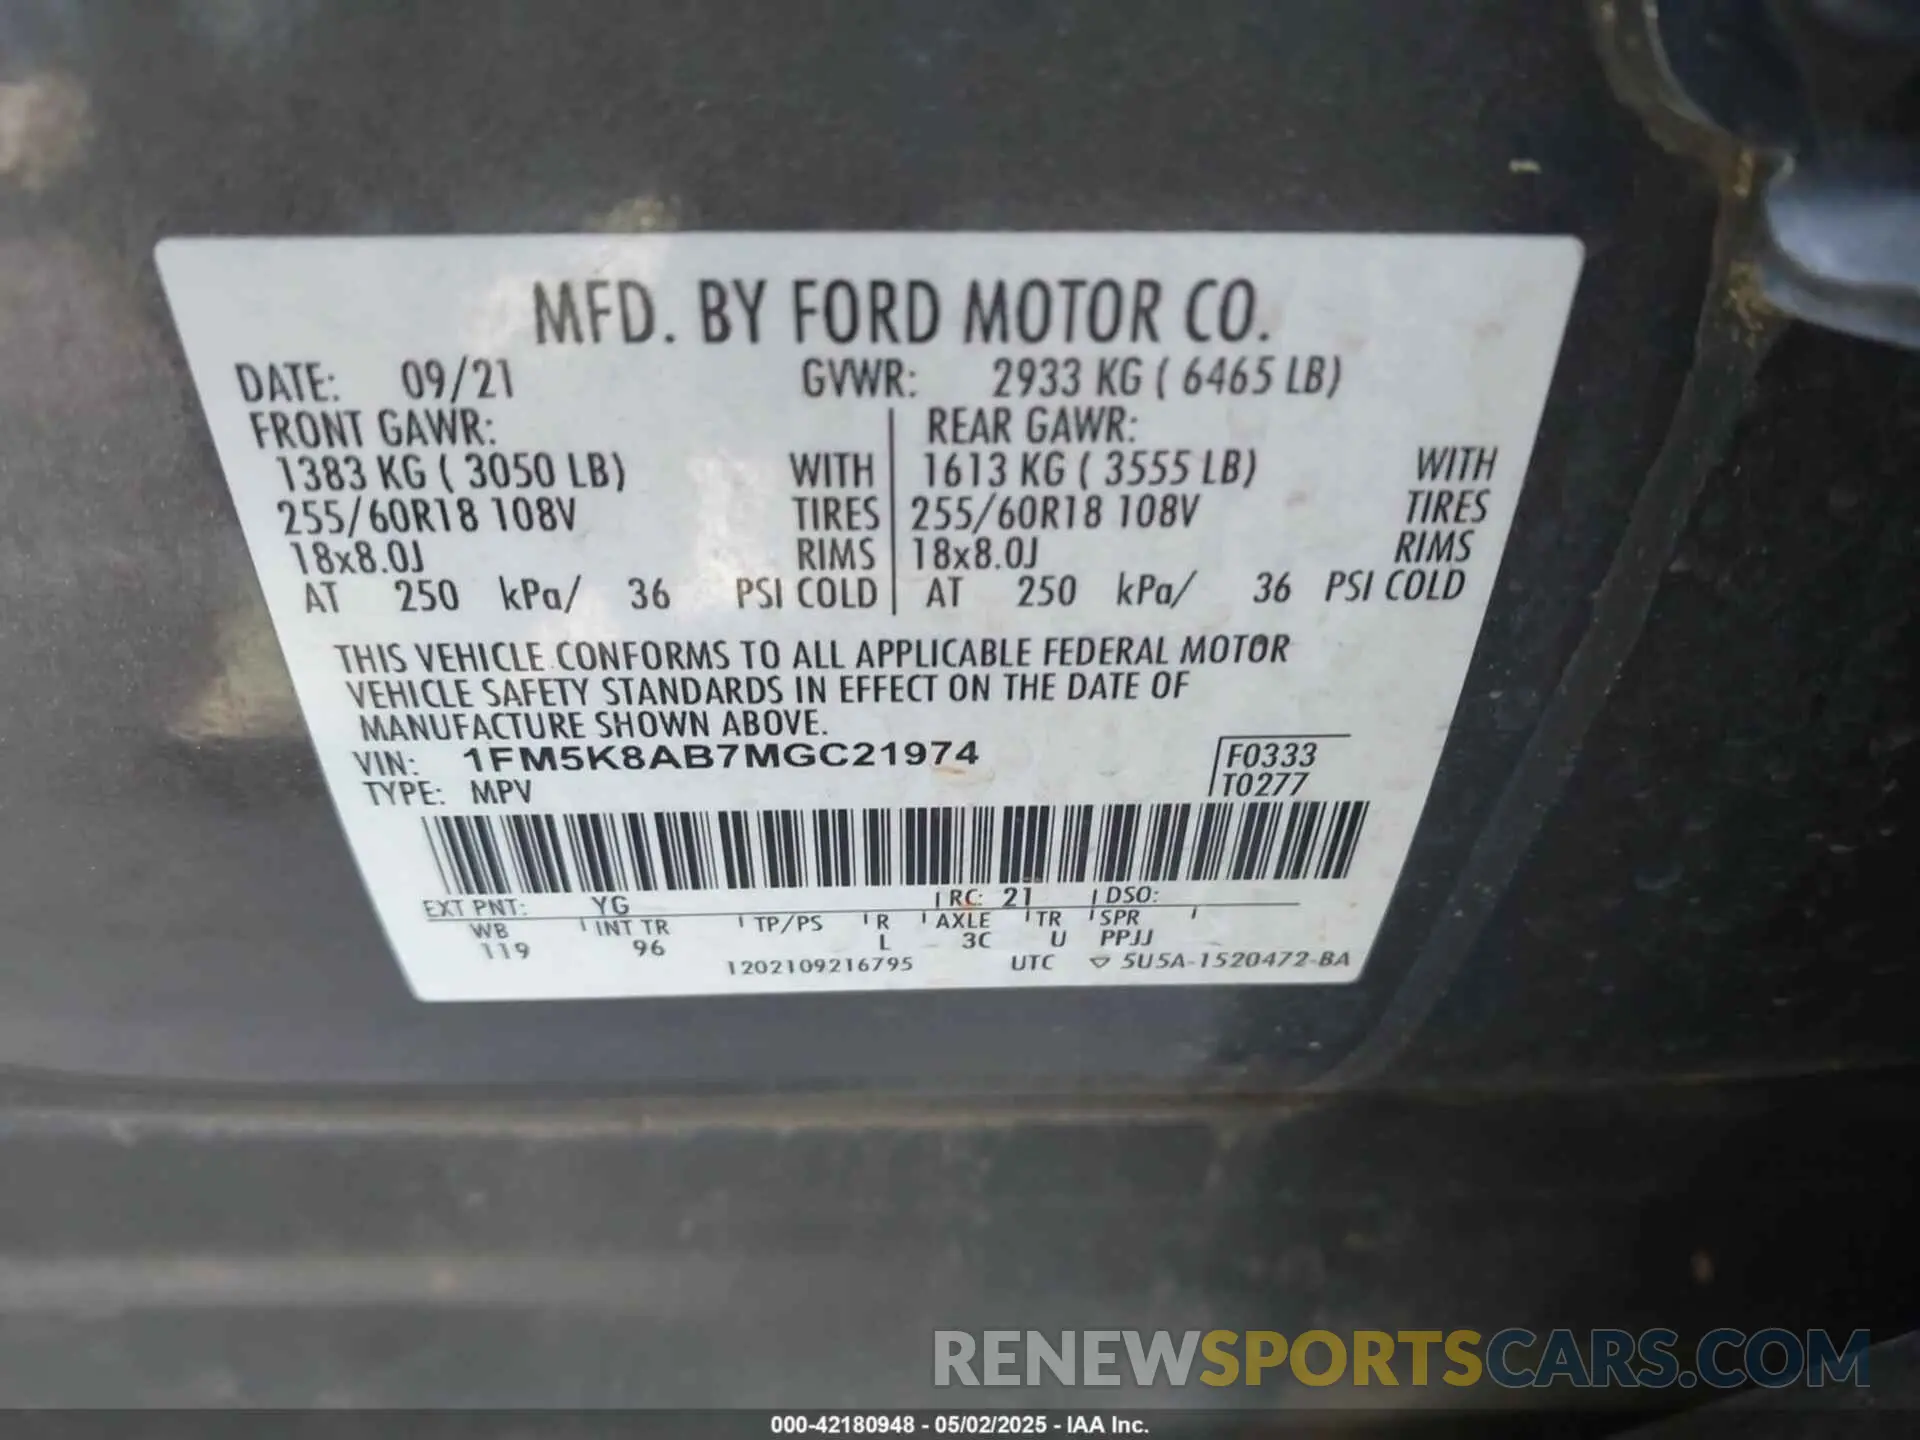 MFD. BY FORD MOTOR CO.
DATE: 09/21 GVWR: 2933 KG ( 6465 LB)
FRONT GAWR: REAR GAWR:
1383 KG ( 3050 LB) WITH 1613 KG ( 3555 LB) WITH
255/60R18 108V TIRES 255/60R18 108V TIRES
18x8.0J RIMS 18x8.0J RIMS
AT 250 kPa/ 36 PSI COLD AT 250 kPa/ 36 PSI COLD
THIS VEHICLE CONFORMS TO ALL APPLICABLE FEDERAL MOTOR
VEHICLE SAFETY STANDARDS IN EFFECT ON THE DATE OF
MANUFACTURE SHOWN ABOVE.
VIN: 1FM5K8AB7MGC21974 F0333
TYPE: MPV T0277
EXT PNT: YG RC: 21 DSO:
WB INT TR TP/PS R AXLE TR SPR
119 96 L 3C U PPJJ
1202109216795 UTC 5U5A-1520472-BA
RENEWSPORTSCARS.COM
000-42180948 - 05/02/2025 - IAA Inc.